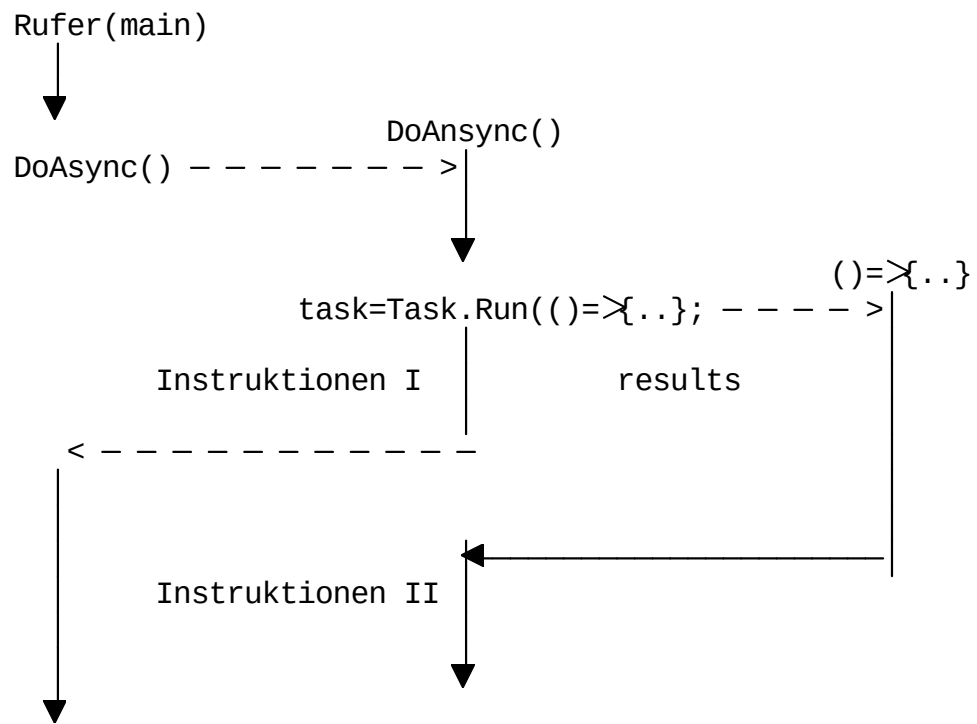 Rufer(main)
DoAnsync()
DoAsync() — — — — — — — >
()=>{..}
task=Task.Run(()=>{..}; — — — — >
Instruktionen I results
< — — — — — — — — — — —
Instruktionen II